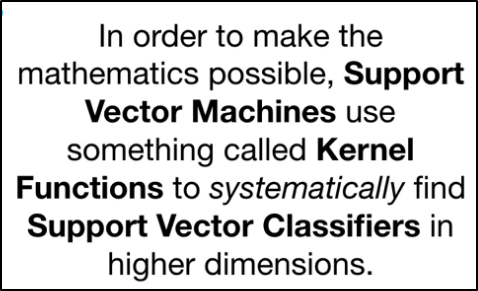 In order to make the
mathematics possible, Support
Vector Machines use
something called Kernel
Functions to systematically find
Support Vector Classifiers in
higher dimensions.